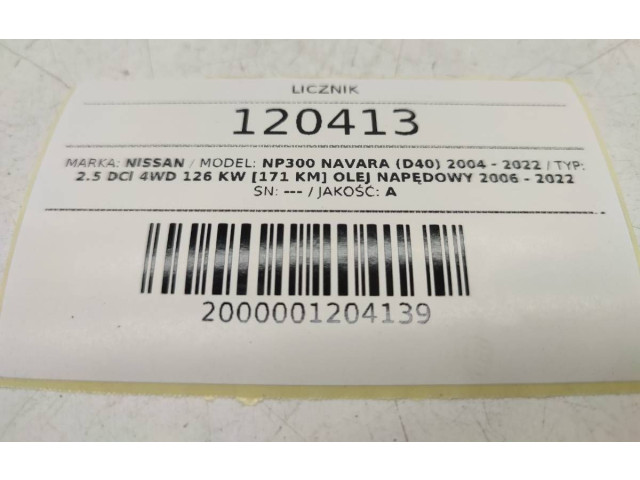 LICZNIK
120413
MARKA: NISSAN / MODEL: NP300 NAVARA (D40) 2004 - 2022 / TYP:
2.5 DCI 4WD 126 KW [171 KM] OLEJ NAPĘDOWY 2006 - 2022
SN: --- / JAKOŚĆ: A
2000001204139